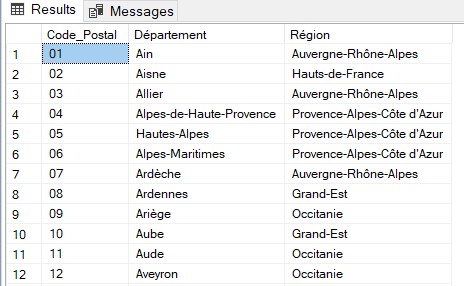 Results Messages
Code_Postal Département Région
1 01 Ain Auvergne-Rhône-Alpes
2 02 Aisne Hauts-de-France
3 03 Allier Auvergne-Rhône-Alpes
4 04 Alpes-de-Haute-Provence Provence-Alpes-Côte d'Azur
5 05 Hautes-Alpes Provence-Alpes-Côte d'Azur
6 06 Alpes-Maritimes Provence-Alpes-Côte d'Azur
7 07 Ardèche Auvergne-Rhône-Alpes
8 08 Ardennes Grand-Est
9 09 Ariège Occitanie
10 10 Aube Grand-Est
11 11 Aude Occitanie
12 12 Aveyron Occitanie